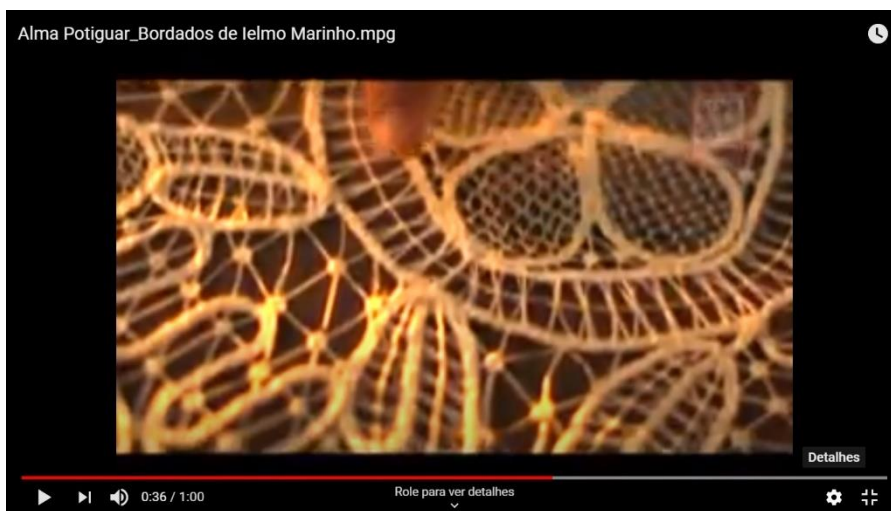 Alma Potiguar_Bordados de Ielmo Marinho.mpg
Detalhes
0:36 / 1:00
Role para ver detalhes